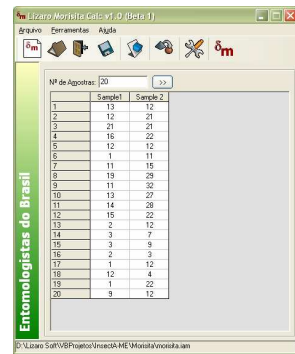 Lizaro Morisita Calc v1.0 (Beta 1)
Arquivo Ferramentas Ajuda
δm
δm
Nº de Amostras: 20 >>
Sample1 Sample 2
1 13 12
2 12 21
3 21 21
4 16 22
5 12 12
6 1 11
7 11 15
8 19 29
9 11 32
10 13 27
11 14 28
12 15 22
13 2 12
14 3 7
15 3 9
16 2 3
17 1 12
18 12 4
19 1 22
20 9 12
Entomologistas do Brasil
D:\Lizaro Soft\VBProjetos\InsectA-ME\Morisita\morisita.iam